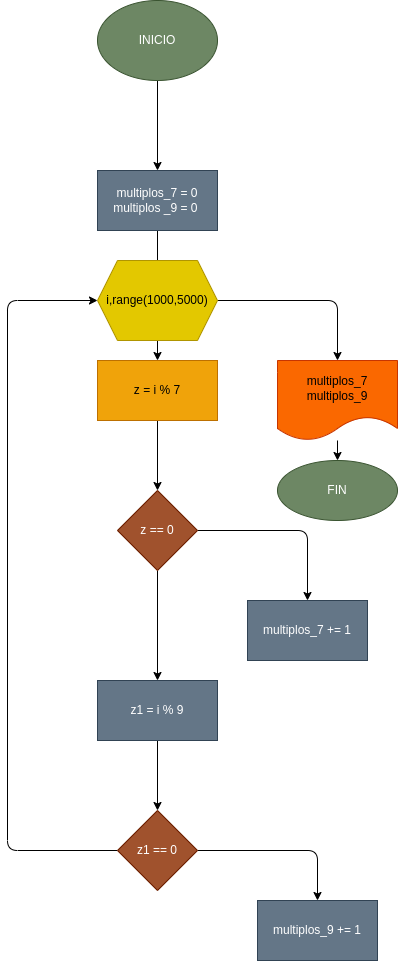 INICIO
multiplos_7 = 0
multiplos _9 = 0
i,range(1000,5000)
z = i % 7
multiplos_7
multiplos_9
FIN
z == 0
multiplos_7 += 1
z1 = i % 9
z1 == 0
multiplos_9 += 1